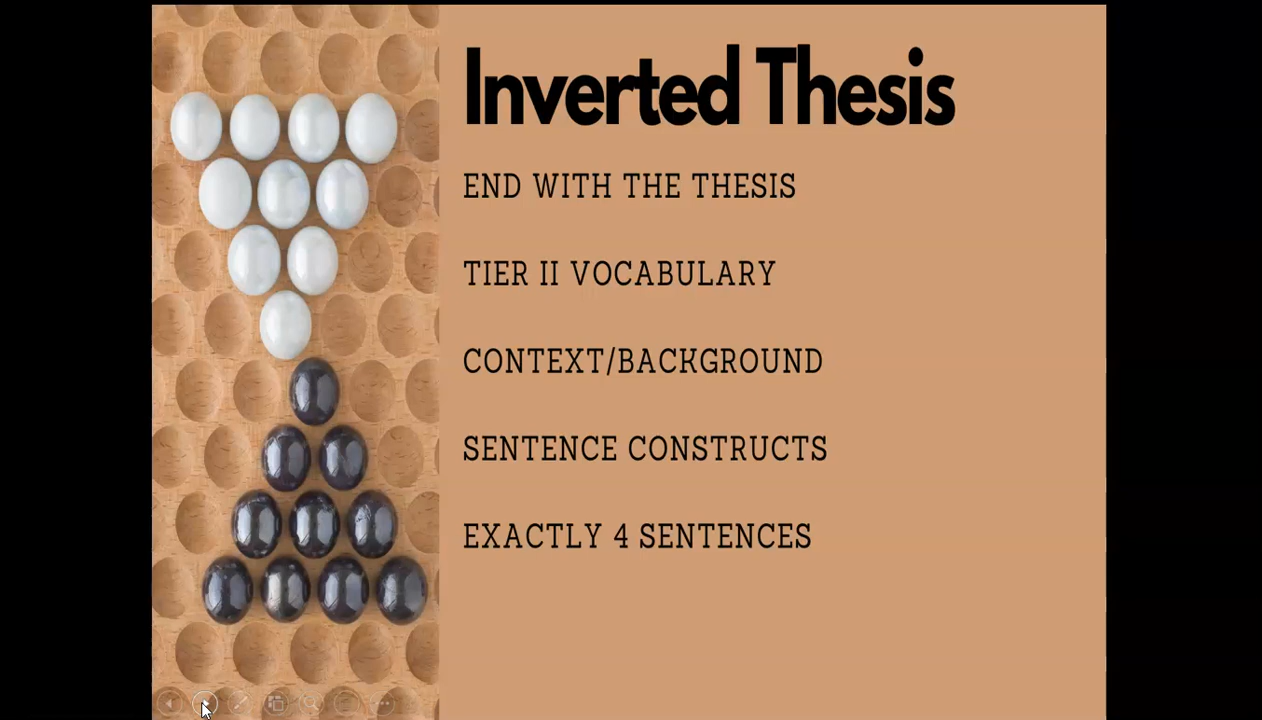 Inverted Thesis
END WITH THE THESIS
TIER II VOCABULARY
CONTEXT/BACKGROUND
SENTENCE CONSTRUCTS
EXACTLY 4 SENTENCES